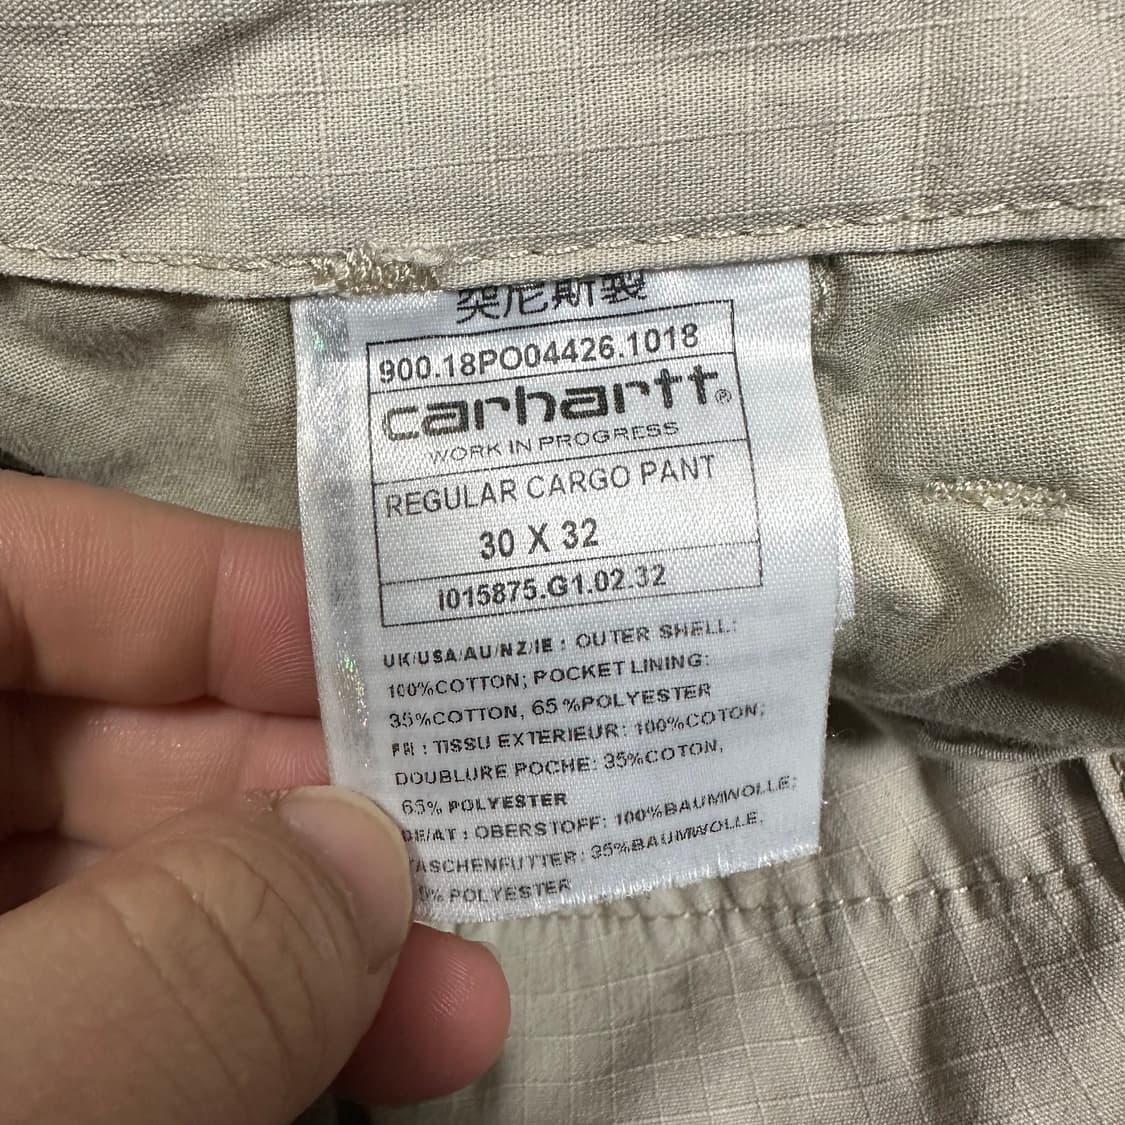 突尼斯製
900.18PO04426.1018
carhartt®
WORK IN PROGRESS
REGULAR CARGO PANT
30 X 32
I015875.G1.02.32
UK/USA/AU/NZ/IE : OUTER SHELL:
100%COTTON; POCKET LINING:
35%COTTON, 65%POLYESTER
FR : TISSU EXTERIEUR: 100%COTON;
DOUBLURE POCHE: 35%COTON,
65% POLYESTER
DE/AT : OBERSTOFF: 100%BAUMWOLLE;
TASCHENFUTTER: 35%BAUMWOLLE,
POLYESTER